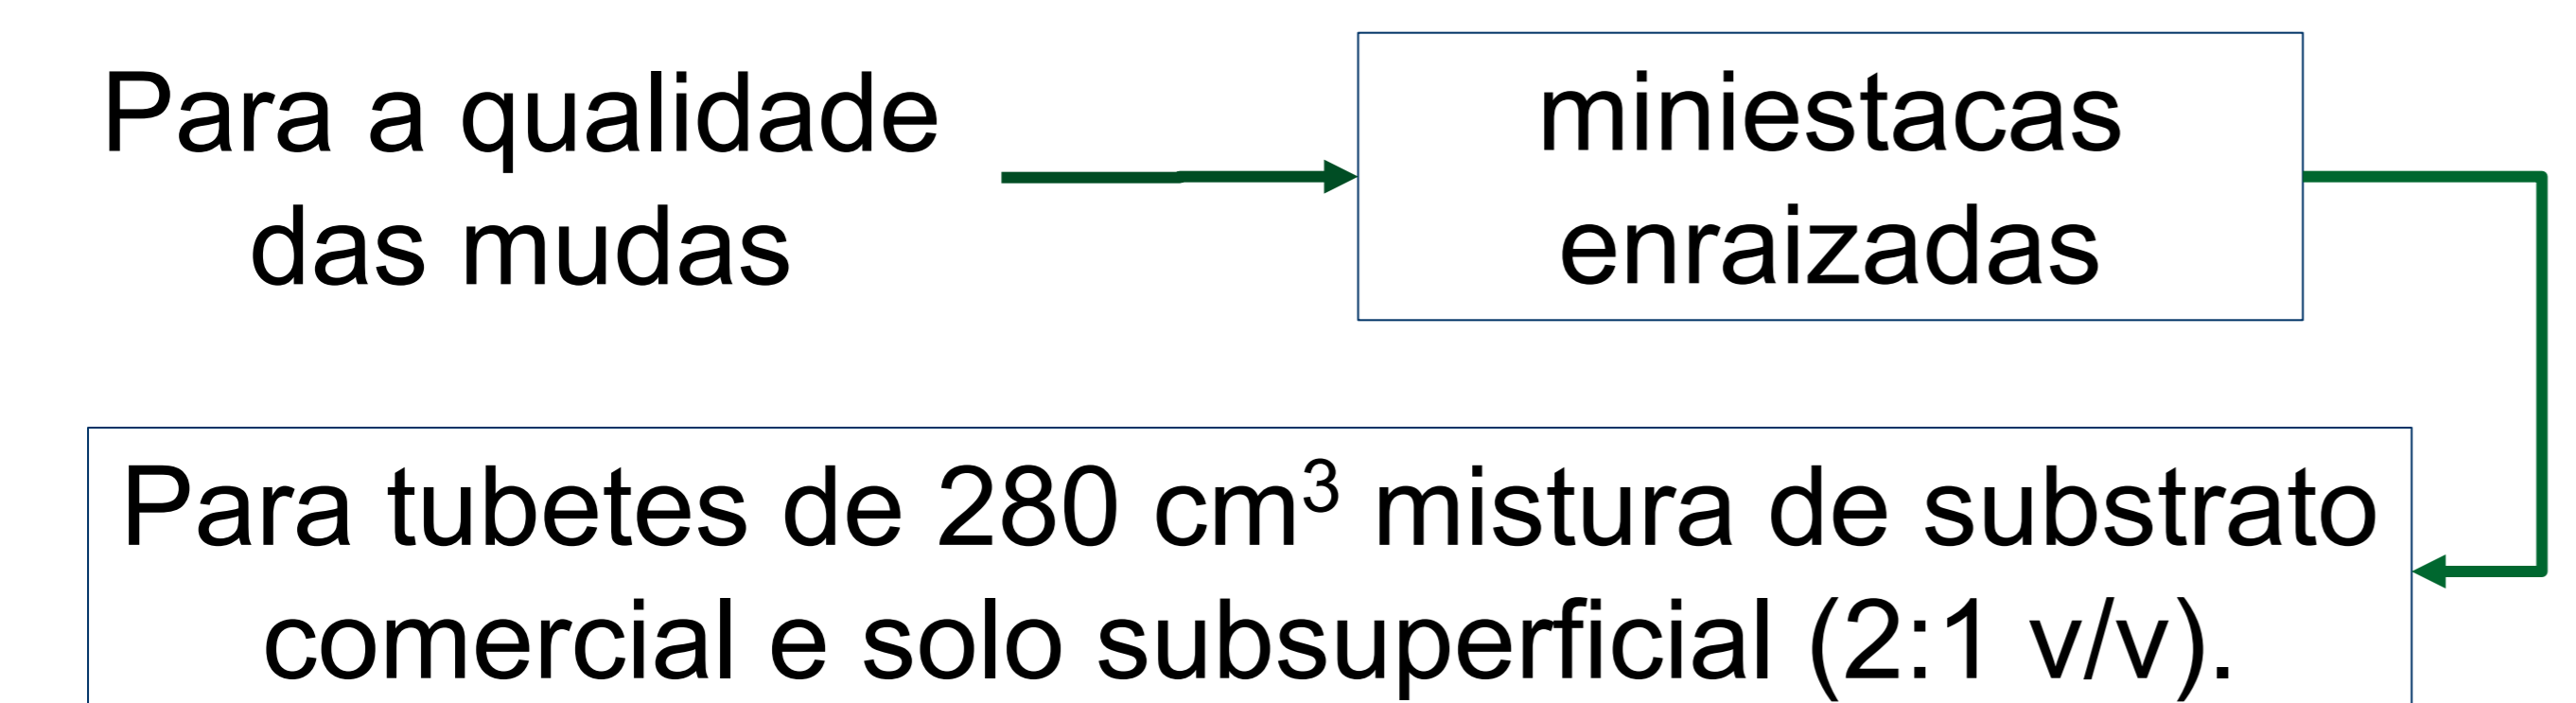 Para a qualidade
das mudas
miniestacas
enraizadas
Para tubetes de 280 cm³ mistura de substrato
comercial e solo subsuperficial (2:1 v/v).